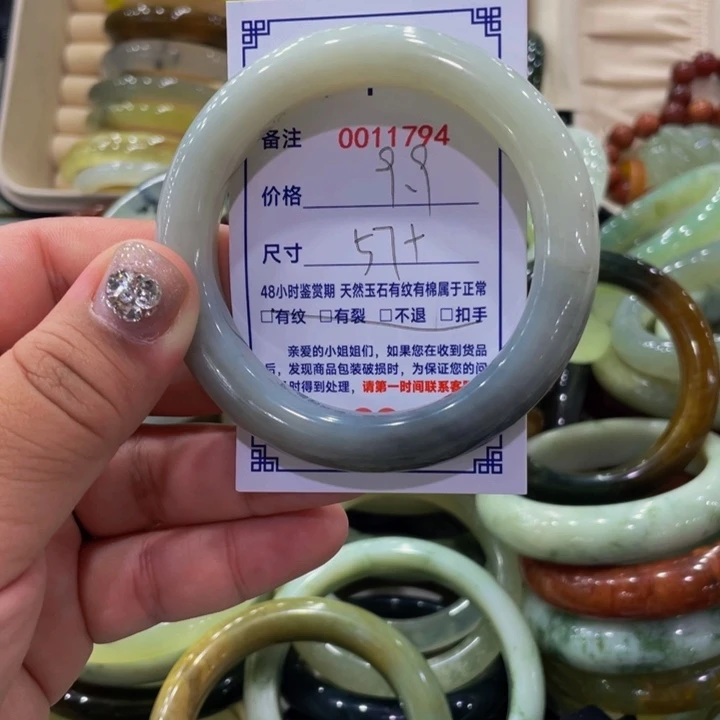 备注 0011794
价格 9.9
尺寸 57+
48小时鉴赏期 天然玉石有纹有棉属于正常
□有纹 □有裂 □不退 □扣手
亲爱的小姐姐们，如果您在收到货品
后，发现商品包装破损时，为保证您的问
时得到处理，请第一时间联系客